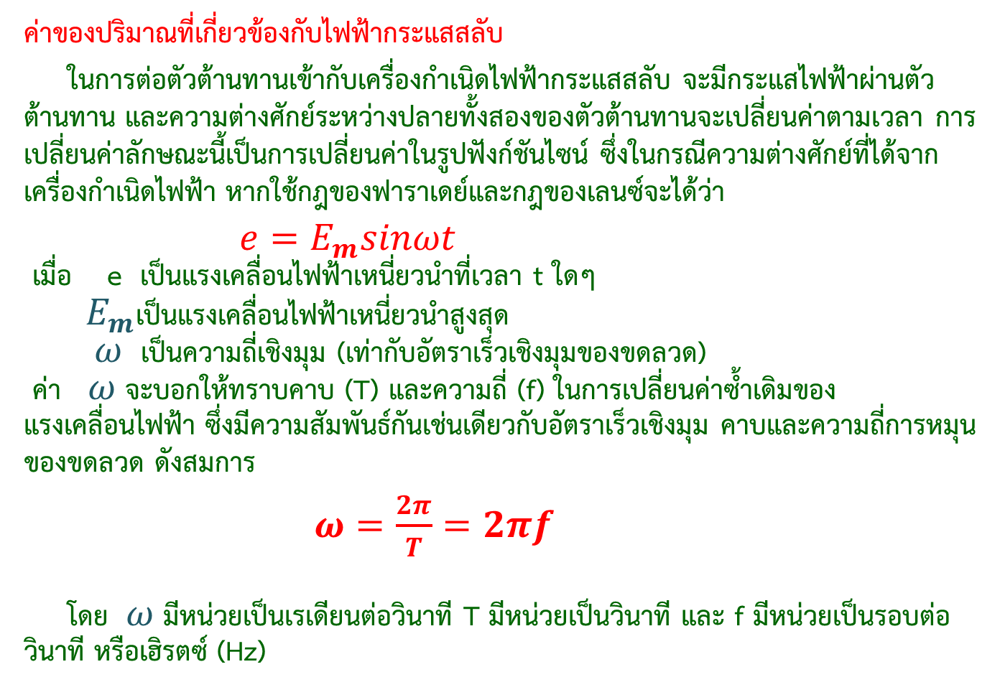 ค่าของปริมาณที่เกี่ยวข้องกับไฟฟ้ากระแสสลับ
ในการต่อตัวต้านทานเข้ากับเครื่องกำเนิดไฟฟ้ากระแสสลับ จะมีกระแสไฟฟ้าผ่านตัว
ต้านทาน และความต่างศักย์ระหว่างปลายทั้งสองของตัวต้านทานจะเปลี่ยนค่าตามเวลา การ
เปลี่ยนค่าลักษณะนี้เป็นการเปลี่ยนค่าในรูปฟังก์ชันไซน์ ซึ่งในกรณีความต่างศักย์ที่ได้จาก
เครื่องกำเนิดไฟฟ้า หากใช้กฎของฟาราเดย์และกฎของเลนซ์จะได้ว่า
e = Eₘsinωt
เมื่อ e เป็นแรงเคลื่อนไฟฟ้าเหนี่ยวนำที่เวลา t ใดๆ
Eₘเป็นแรงเคลื่อนไฟฟ้าเหนี่ยวนำสูงสุด
ω เป็นความถี่เชิงมุม (เท่ากับอัตราเร็วเชิงมุมของขดลวด)
ค่า ω จะบอกให้ทราบคาบ (T) และความถี่ (f) ในการเปลี่ยนค่าซ้ำเดิมของ
แรงเคลื่อนไฟฟ้า ซึ่งมีความสัมพันธ์กันเช่นเดียวกับอัตราเร็วเชิงมุม คาบและความถี่การหมุน
ของขดลวด ดังสมการ
ω = 2π/T = 2πf
โดย ω มีหน่วยเป็นเรเดียนต่อวินาที T มีหน่วยเป็นวินาที และ f มีหน่วยเป็นรอบต่อ
วินาที หรือเฮิรตซ์ (Hz)